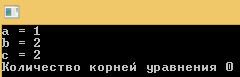 a = 1
b = 2
c = 2
Количество корней уравнения 0